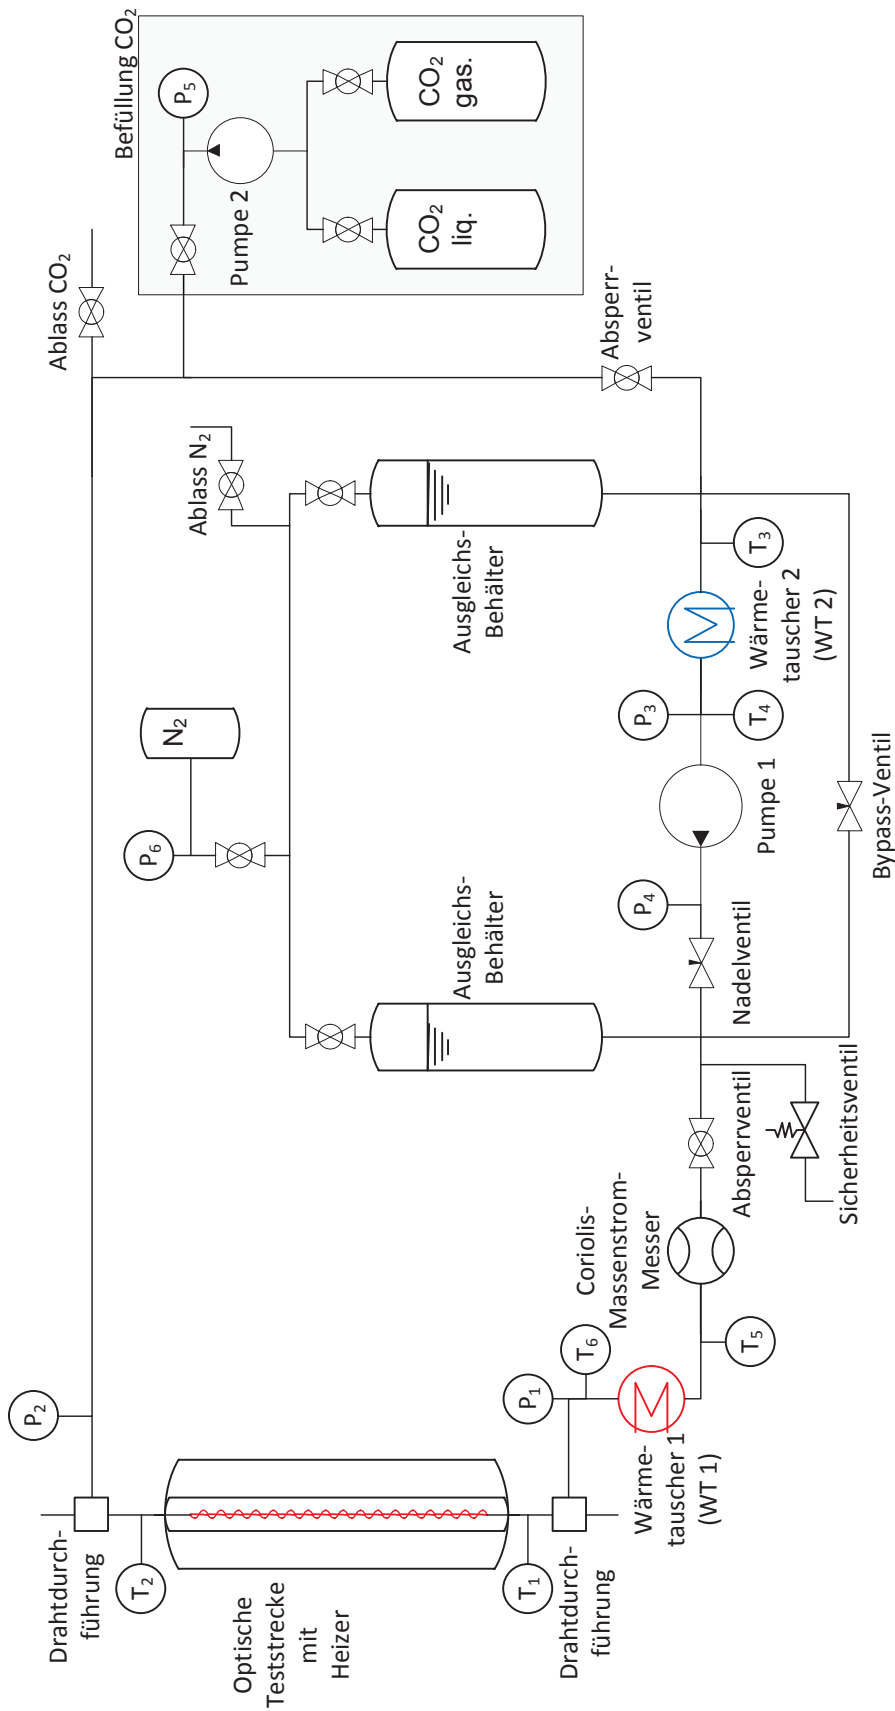 Drahtdurch-
führung
P2
T2
Optische
Teststrecke
mit
Heizer
T1
Drahtdurch-
führung
P1
T6
Wärme-
tauscher 1
(WT 1)
T5
Coriolis-
Massenstrom-
Messer
Absperrventil
Sicherheitsventil
Nadelventil
P4
Pumpe 1
P3
T4
Wärme-
tauscher 2
(WT 2)
T3
Bypass-Ventil
Ausgleichs-
Behälter
P6
N2
Ausgleichs-
Behälter
Ablass N2
Absperr-
ventil
Ablass CO2
Befüllung CO2
P5
Pumpe 2
CO2
liq.
CO2
gas.